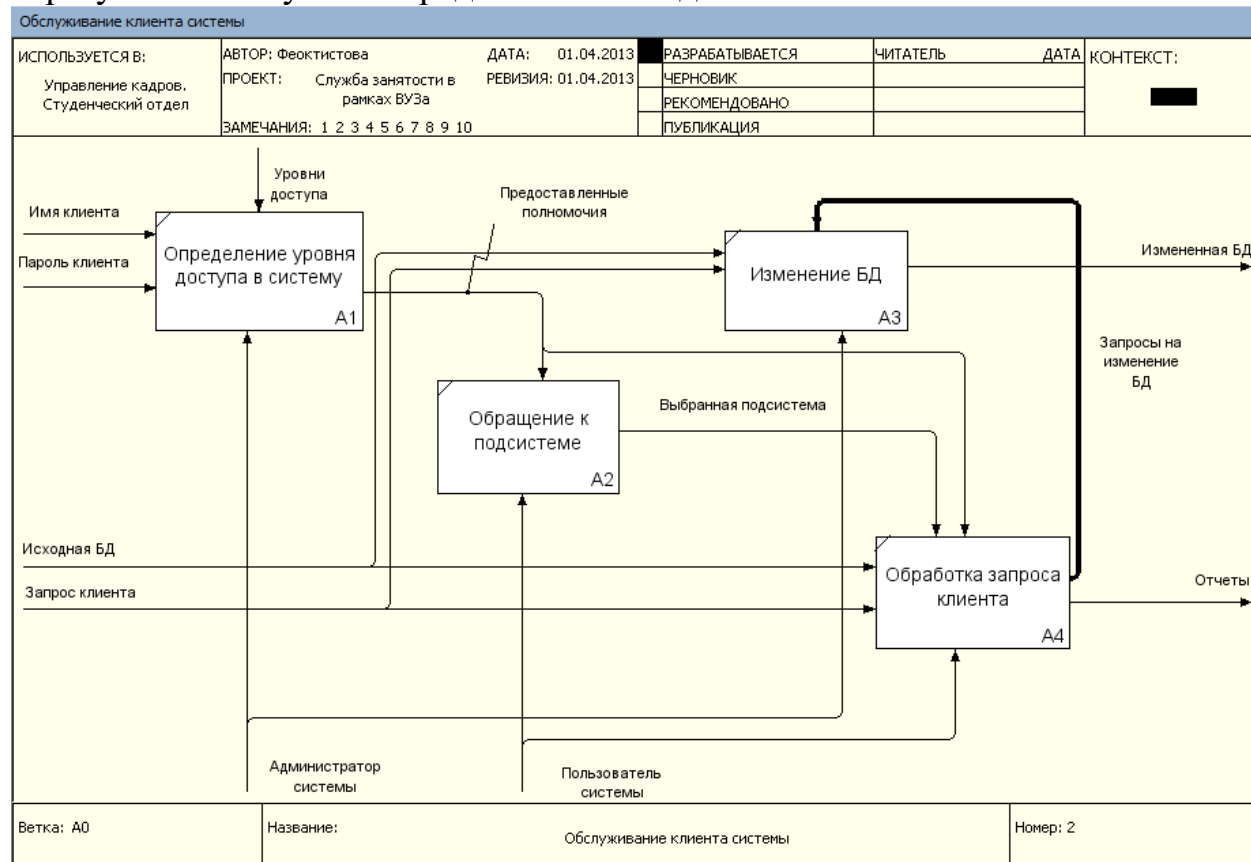 Обслуживание клиента системы
ИСПОЛЬЗУЕТСЯ В:
Управление кадров.
Студенческий отдел
АВТОР: Феоктистова
ДАТА: 01.04.2013
ПРОЕКТ: Служба занятости в
рамках ВУЗа
РЕВИЗИЯ: 01.04.2013
ЗАМЕЧАНИЯ: 1 2 3 4 5 6 7 8 9 10
РАЗРАБАТЫВАЕТСЯ
ЧЕРНОВИК
РЕКОМЕНДОВАНО
ПУБЛИКАЦИЯ
ЧИТАТЕЛЬ
ДАТА
КОНТЕКСТ:
Уровни
доступа
Предоставленные
полномочия
Имя клиента
Пароль клиента
Определение уровня
доступа в систему
A1
Изменение БД
A3
Измененная БД
Запросы на
изменение
БД
Обращение к
подсистеме
A2
Выбранная подсистема
Исходная БД
Запрос клиента
Обработка запроса
клиента
A4
Отчеты
Администратор
системы
Пользователь
системы
Ветка: A0
Название:
Обслуживание клиента системы
Номер: 2